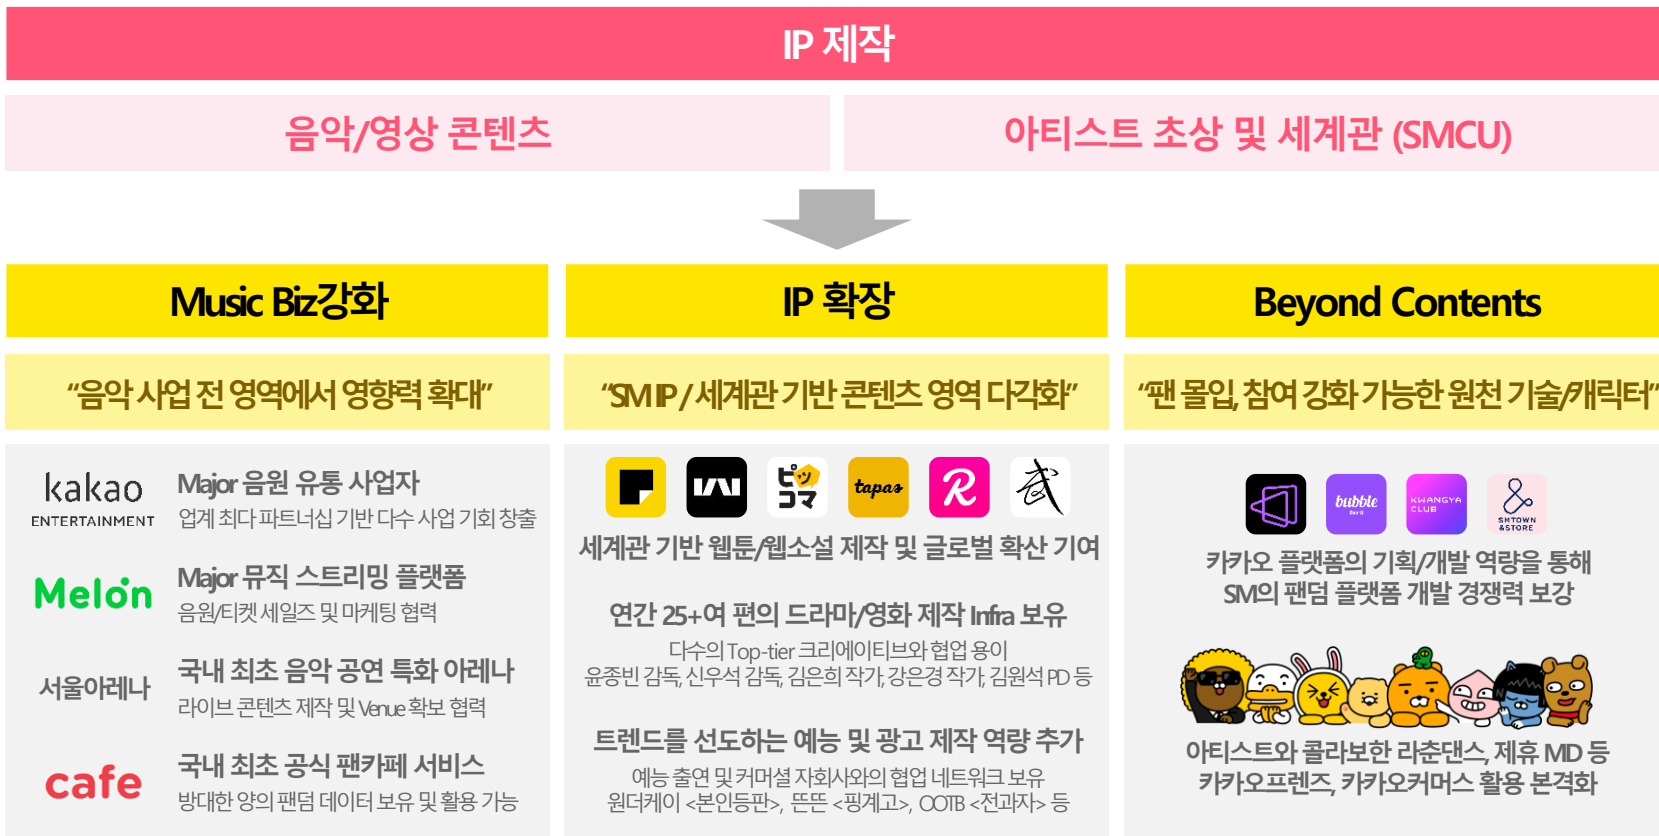 IP 제작
음악/영상 콘텐츠
아티스트 초상 및 세계관 (SMCU)
Music Biz강화
“음악 사업 전 영역에서 영향력 확대”
kakao
ENTERTAINMENT
Major 음원 유통 사업자
업계 최다 파트너십 기반 다수 사업 기회 창출
Melon
Major 뮤직 스트리밍 플랫폼
음원/티켓 세일즈 및 마케팅 협력
서울아레나
국내 최초 음악 공연 특화 아레나
라이브 콘텐츠 제작 및 Venue 확보 협력
cafe
국내 최초 공식 팬카페 서비스
방대한 양의 팬덤 데이터 보유 및 활용 가능
IP 확장
“SM IP / 세계관 기반 콘텐츠 영역 다각화”
ピッコマ
tapas
R
武
세계관 기반 웹툰/웹소설 제작 및 글로벌 확산 기여
연간 25+여 편의 드라마/영화 제작 Infra 보유
다수의 Top-tier 크리에이티브와 협업 용이
윤종빈 감독, 신우석 감독, 김은희 작가, 강은경 작가, 김원석 PD 등
트렌드를 선도하는 예능 및 광고 제작 역량 추가
예능 출연 및 커머셜 자회사와의 협업 네트워크 보유
원더케이 <본인등판>, 뜬뜬 <핑계고>, OOTB <전과자> 등
Beyond Contents
“팬 몰입, 참여 강화 가능한 원천 기술/캐릭터”
bubble
KWANGYA
CLUB
SMTOWN
&STORE
카카오 플랫폼의 기획/개발 역량을 통해
SM의 팬덤 플랫폼 개발 경쟁력 보강
아티스트와 콜라보한 라춘댄스, 제휴 MD 등
카카오프렌즈, 카카오커머스 활용 본격화